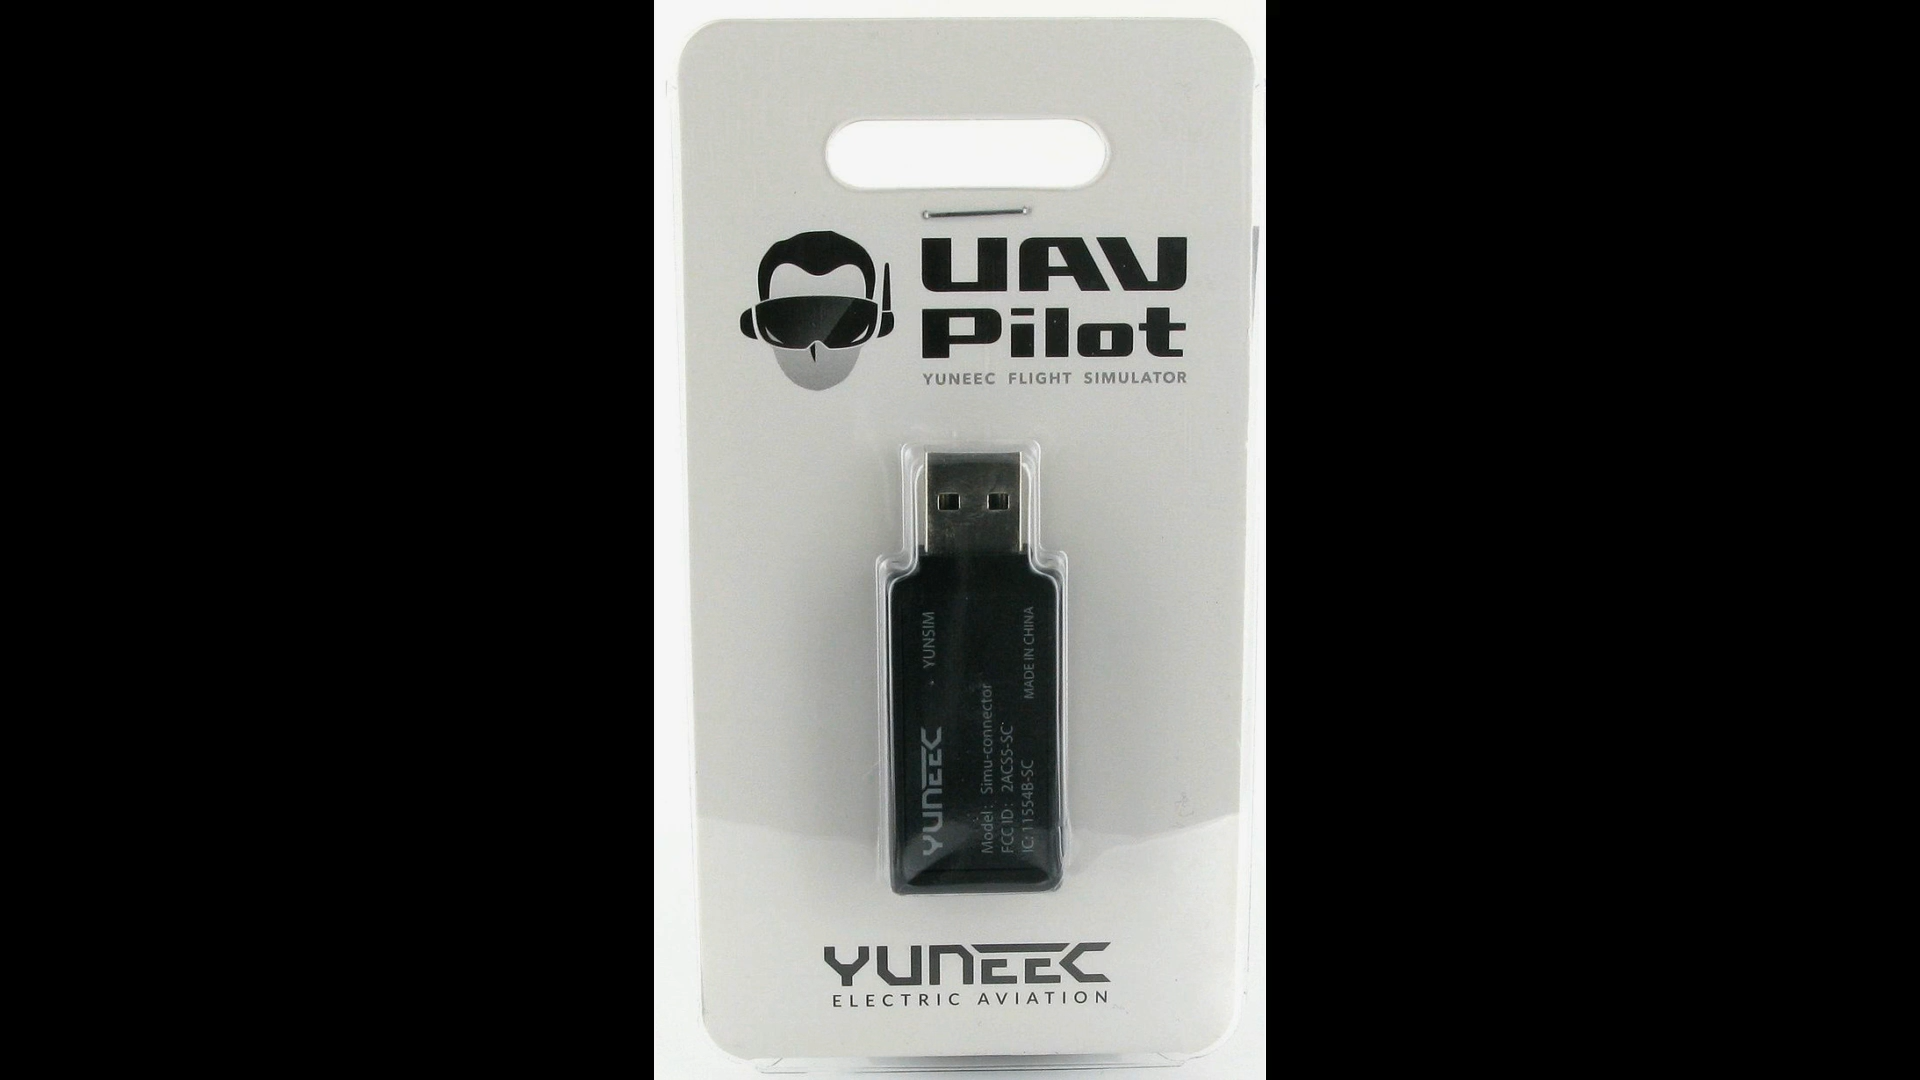 UAV
Pilot
YUNEEC FLIGHT SIMULATOR
YUNEEC YUNSIM
Model: Simu-connector
FCC ID: 2ACS5-SC
IC: 11554B-SC MADE IN CHINA
YUNEEC
ELECTRIC AVIATION